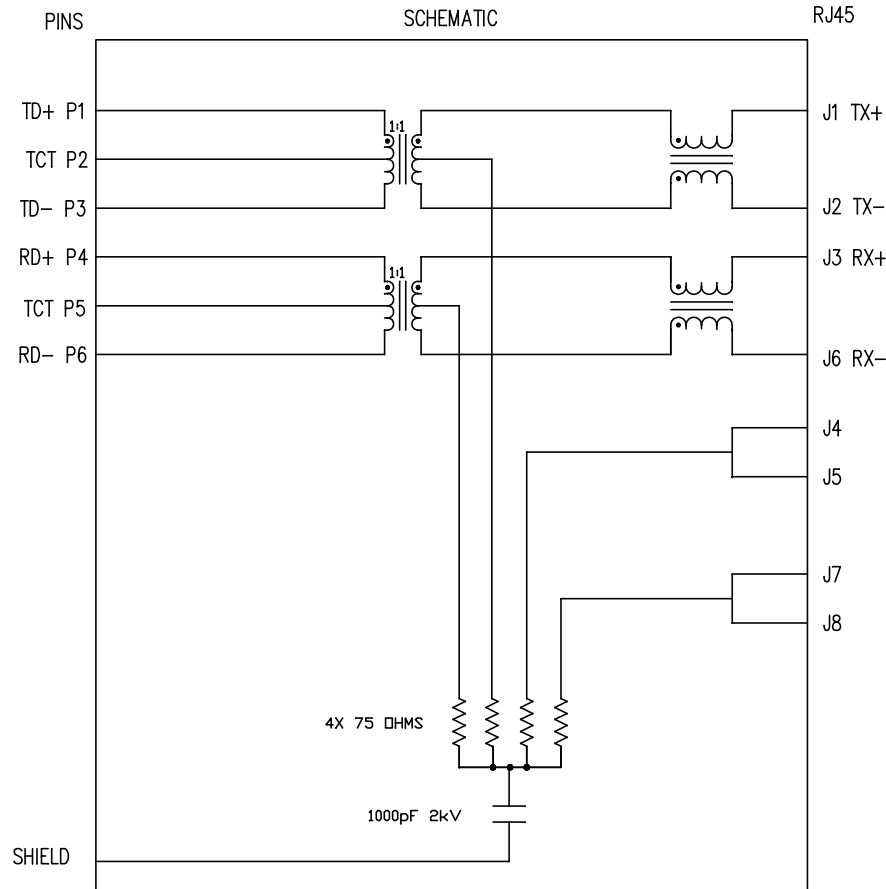 PINS
SCHEMATIC
RJ45
TD+ P1
1:1
J1 TX+
TCT P2
TD- P3
J2 TX-
RD+ P4
1:1
J3 RX+
TCT P5
RD- P6
J6 RX-
J4
J5
J7
J8
4X 75 OHMS
1000pF 2kV
SHIELD